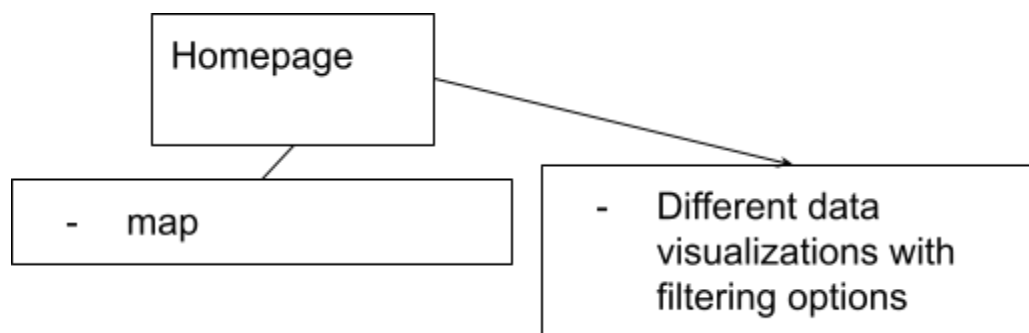 Homepage
- map
- Different data
visualizations with
filtering options